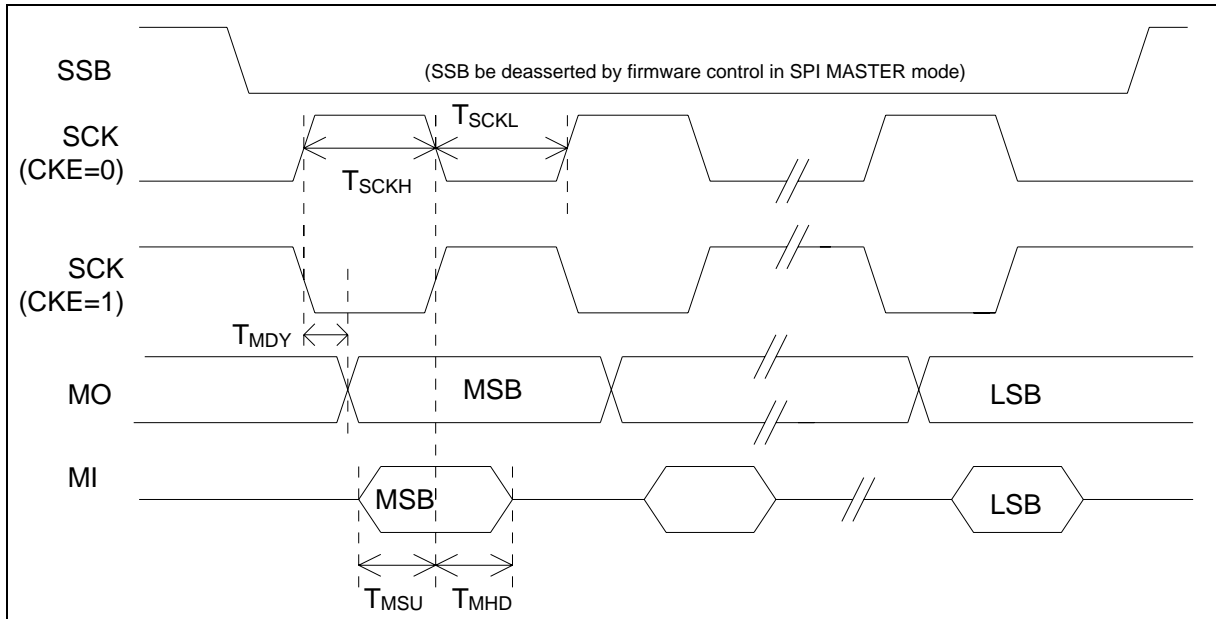 SSB
(SSB be deasserted by firmware control in SPI MASTER mode)
SCK
(CKE=0)
TSCKL
TSCKH
SCK
(CKE=1)
TMDY
MO
MSB
LSB
MI
MSB
LSB
TMSU
TMHD